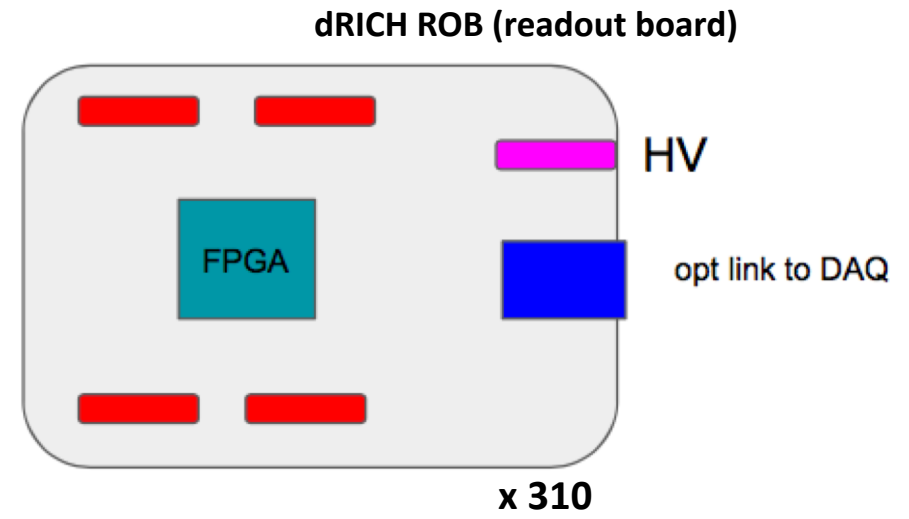 dRICH ROB (readout board)
HV
FPGA
opt link to DAQ
x 310